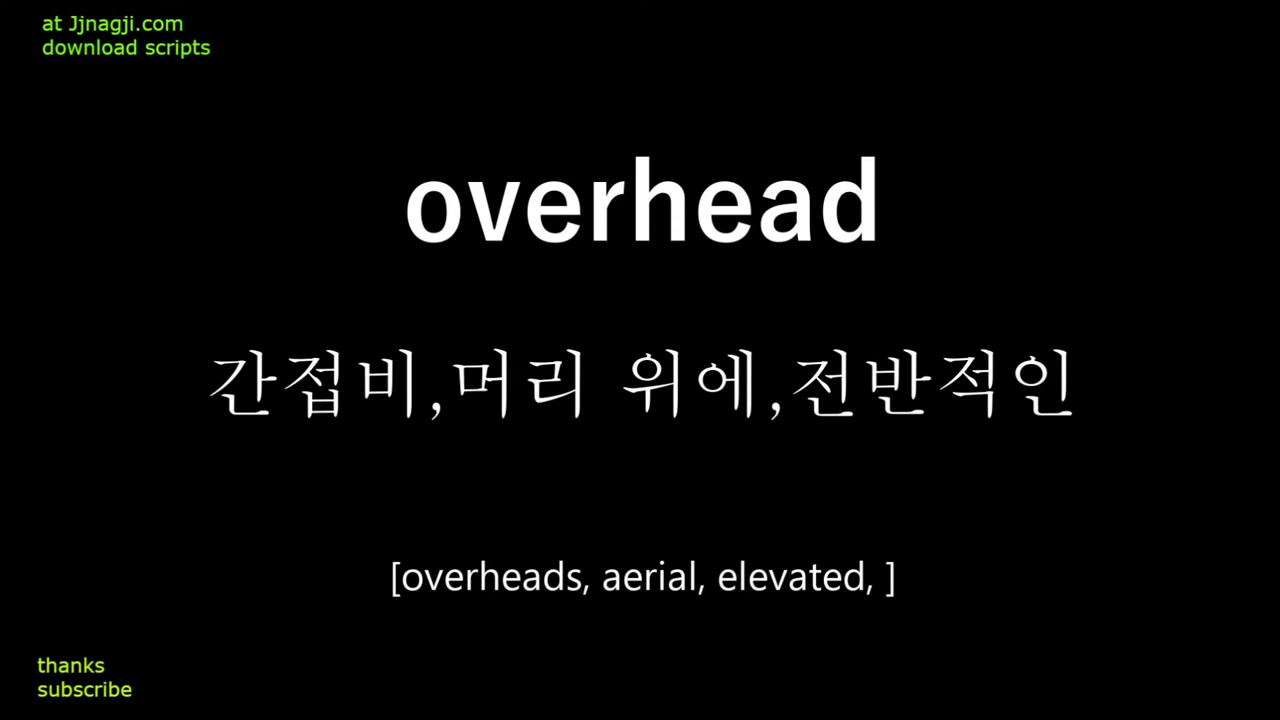 at Jjnagji.com
download scripts
overhead
간접비,머리 위에,전반적인
[overheads, aerial, elevated, ]
thanks
subscribe